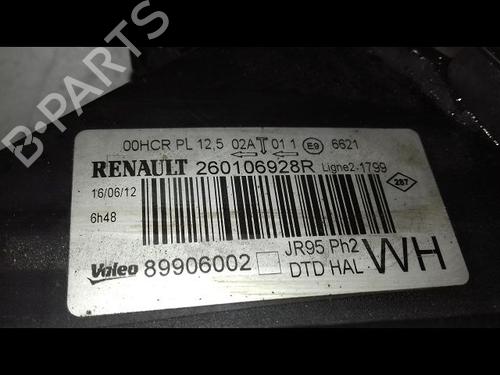 B-PARTS
00HCR PL 12,5 02A 01 1 E9 6621
RENAULT 260106928R Ligne2-1799
16/06/12
6h48
287
Valeo 89906002 JR95 Ph2
DTD HAL WH